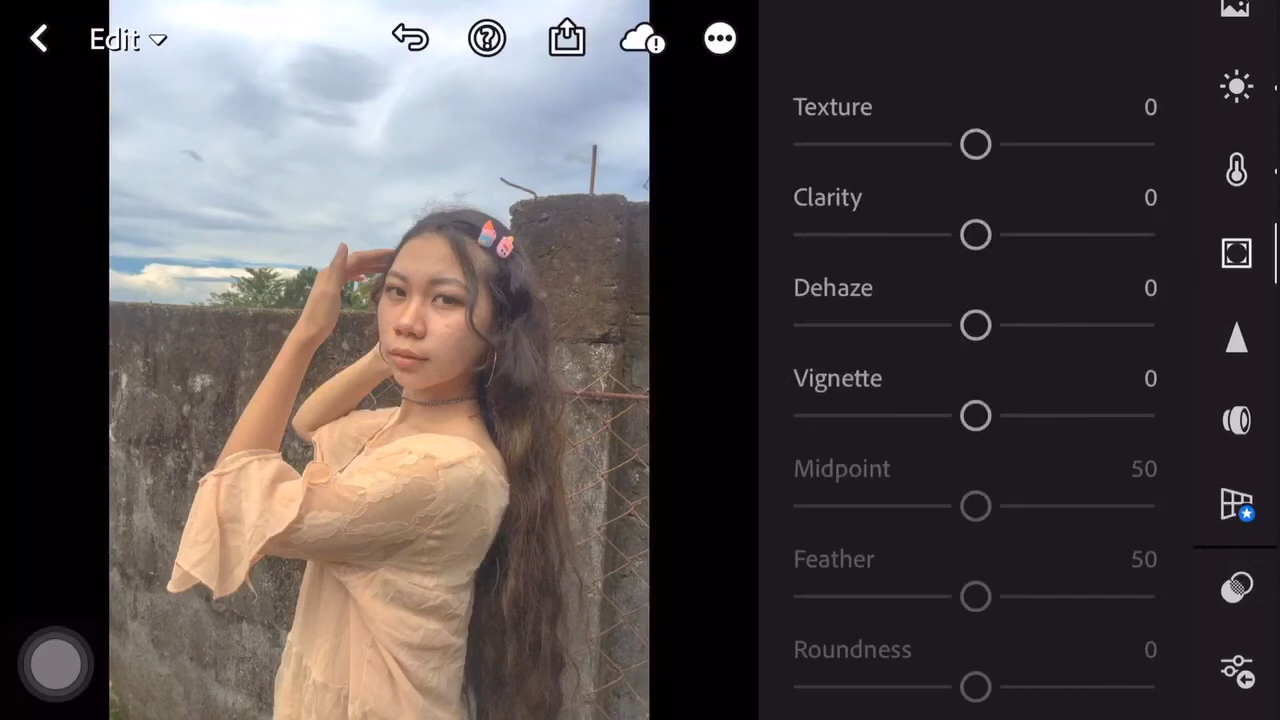 Edit
Texture 0
Clarity 0
Dehaze 0
Vignette 0
Midpoint 50
Feather 50
Roundness 0